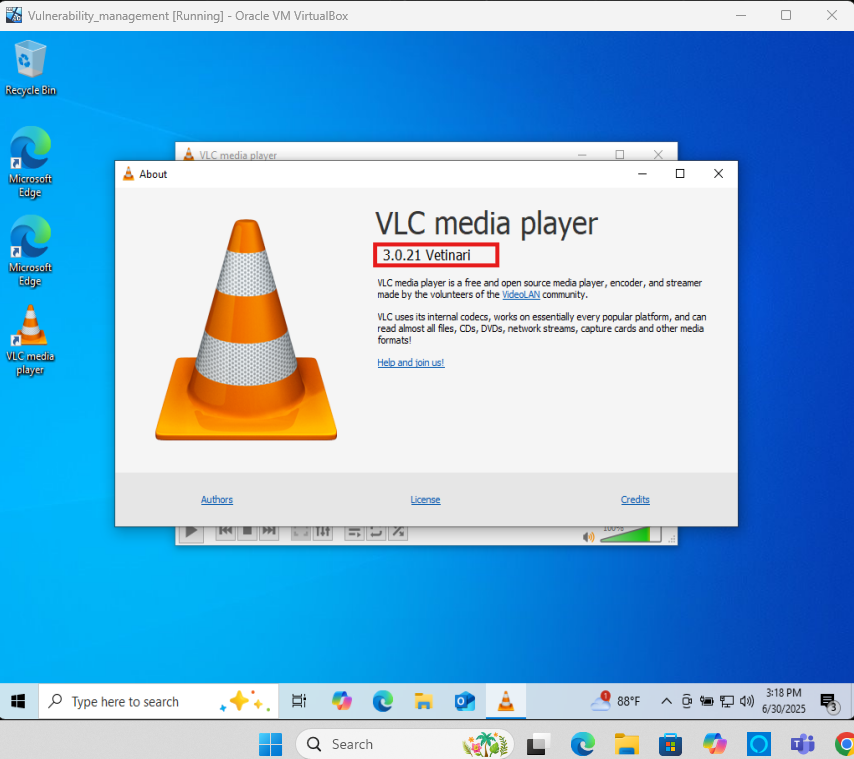 Vulnerability_management [Running] - Oracle VM VirtualBox
Recycle Bin
Microsoft
Edge
Microsoft
Edge
VLC media
player
VLC media player
About
VLC media player
3.0.21 Vetinari
VLC media player is a free and open source media player, encoder, and streamer
made by the volunteers of the VideoLAN community.
VLC uses its internal codecs, works on essentially every popular platform, and can
read almost all files, CDs, DVDs, network streams, capture cards and other media
formats!
Help and join us!
Authors
License
Credits
100%
Type here to search
1
88°F
3:18 PM
6/30/2025
3
Search